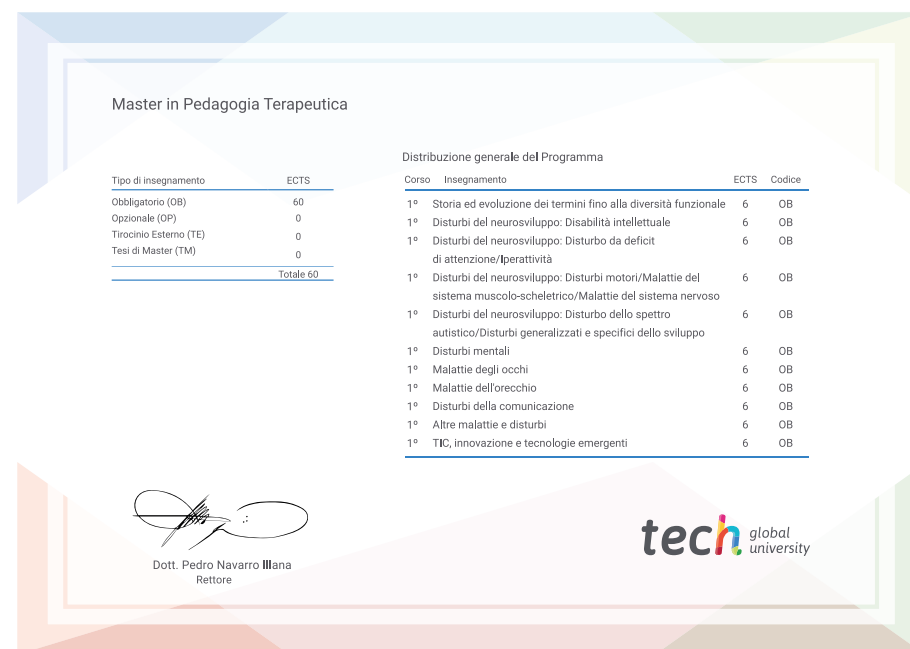 Master in Pedagogia Terapeutica
Tipo di insegnamento ECTS
Obbligatorio (OB) 60
Opzionale (OP) 0
Tirocinio Esterno (TE) 0
Tesi di Master (TM) 0
Totale 60
Distribuzione generale del Programma
Corso Insegnamento ECTS Codice
1º Storia ed evoluzione dei termini fino alla diversità funzionale 6 OB
1º Disturbi del neurosviluppo: Disabilità intellettuale 6 OB
1º Disturbi del neurosviluppo: Disturbo da deficit 6 OB
di attenzione/Iperattività
1º Disturbi del neurosviluppo: Disturbi motori/Malattie del 6 OB
sistema muscolo-scheletrico/Malattie del sistema nervoso
1º Disturbi del neurosviluppo: Disturbo dello spettro 6 OB
autistico/Disturbi generalizzati e specifici dello sviluppo
1º Disturbi mentali 6 OB
1º Malattie degli occhi 6 OB
1º Malattie dell'orecchio 6 OB
1º Disturbi della comunicazione 6 OB
1º Altre malattie e disturbi 6 OB
1º TIC, innovazione e tecnologie emergenti 6 OB
Dott. Pedro Navarro Illana
Rettore
tech global
university